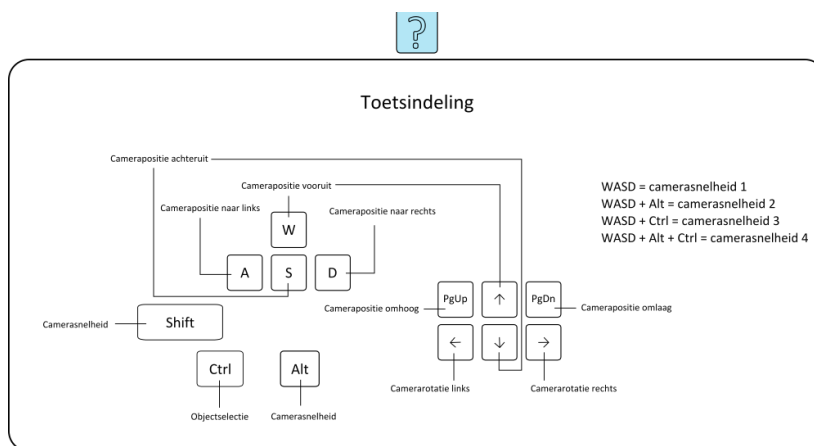 ?
Toetsindeling
Camerapositie achteruit
Camerapositie vooruit
Camerapositie naar links
Camerapositie naar rechts
WASD = camerasnelheid 1
WASD + Alt = camerasnelheid 2
WASD + Ctrl = camerasnelheid 3
WASD + Alt + Ctrl = camerasnelheid 4
W
A S D
PgUp ↑ PgDn
Camerapositie omhoog
Camerapositie omlaag
Camerasnelheid
Shift
← ↓ →
Ctrl Alt
Camerarotatie links
Camerarotatie rechts
Objectselectie
Camerasnelheid